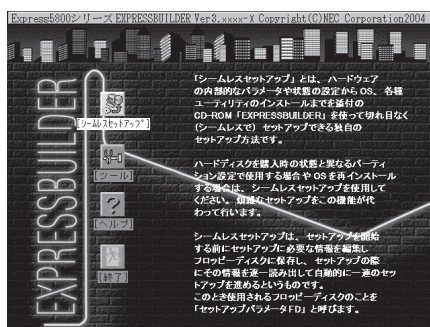 Express5800シリーズ EXPRESSBUILDER Ver3.xxxx-X Copyright(C)NEC Corporation2004
EXPRESSBUILDER
[シームレスセットアップ]
[ツール]
[ヘルプ]
[終了]
「シームレスセットアップ」とは、ハードウェア
の内部的なパラメータや状態の設定から OS、各種
ユーティリティのインストールまでを添付の
CD-ROM「EXPRESSBUILDER」を使って切れ目なく
(シームレスで) セットアップできる独自の
セットアップ方法です。
ハードディスクを購入時の状態と異なるパーティ
ション設定で使用する場合や OS を再インストール
する場合は、シームレスセットアップを使用して
ください。煩雑なセットアップをこの機能が代
わって行います。
シームレスセットアップは、セットアップを開始
する前にセットアップに必要な情報を編集し
フロッピーディスクに保存し、セットアップの際
にその情報を逐一読み出して自動的に一連のセッ
トアップを進めるというものです。
このとき使用されるフロッピーディスクのことを
「セットアップパラメータFD」と呼びます。